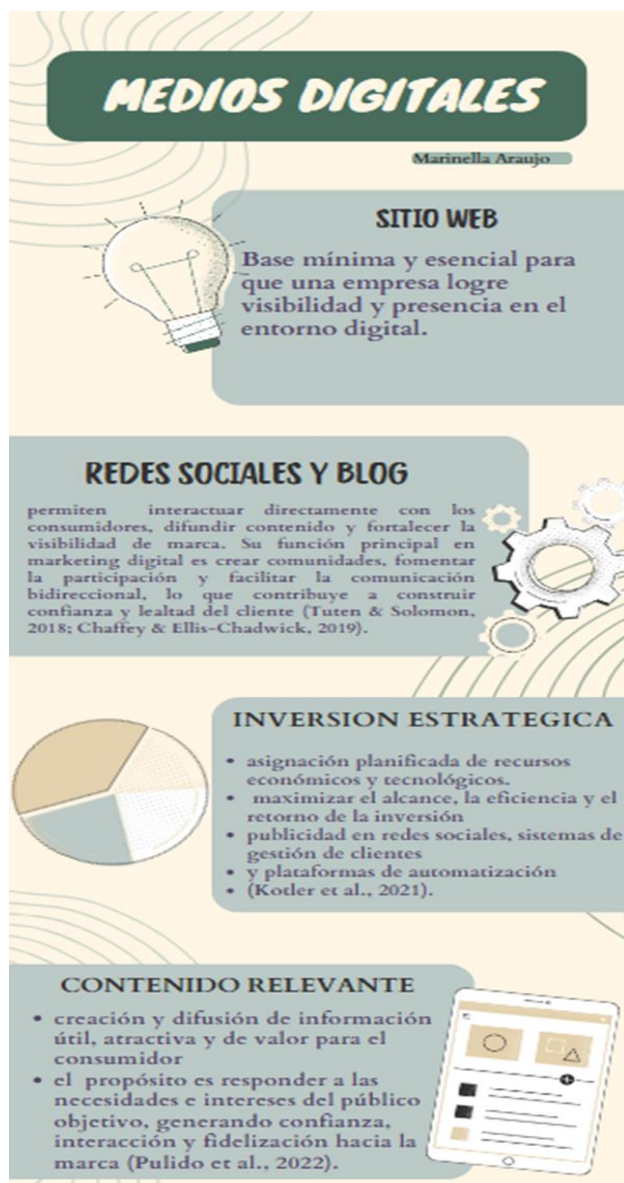 MEDIOS DIGITALES
Marinella Araujo
SITIO WEB
Base mínima y esencial para
que una empresa logre
visibilidad y presencia en el
entorno digital.
REDES SOCIALES Y BLOG
permiten interactuar directamente con los
consumidores, difundir contenido y fortalecer la
visibilidad de marca. Su función principal en
marketing digital es crear comunidades, fomentar
la participación y facilitar la comunicación
bidireccional, lo que contribuye a construir
confianza y lealtad del cliente (Tuten & Solomon,
2018; Chaffey & Ellis-Chadwick, 2019).
INVERSION ESTRATEGICA
• asignación planificada de recursos
económicos y tecnológicos.
• maximizar el alcance, la eficiencia y el
retorno de la inversión
• publicidad en redes sociales, sistemas de
gestión de clientes
• y plataformas de automatización
• (Kotler et al., 2021).
CONTENIDO RELEVANTE
• creación y difusión de información
útil, atractiva y de valor para el
consumidor
• el propósito es responder a las
necesidades e intereses del público
objetivo, generando confianza,
interacción y fidelización hacia la
marca (Pulido et al., 2022).